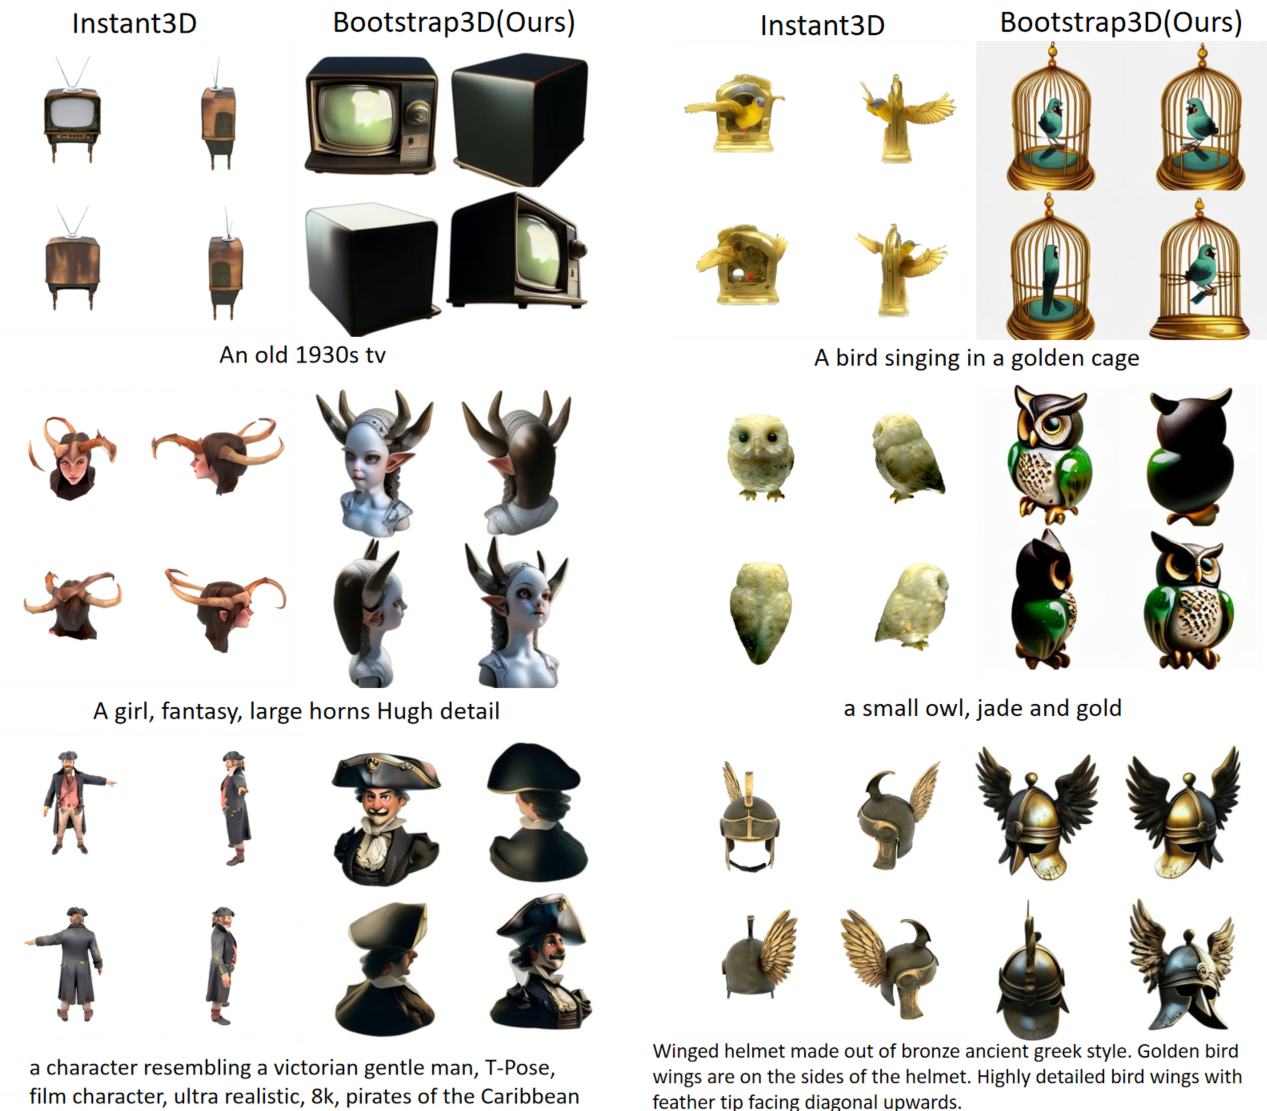 Instant3D
Bootstrap3D(Ours)
Instant3D
Bootstrap3D(Ours)
An old 1930s tv
A bird singing in a golden cage
A girl, fantasy, large horns Hugh detail
a small owl, jade and gold
a character resembling a victorian gentle man, T-Pose,
film character, ultra realistic, 8k, pirates of the Caribbean
Winged helmet made out of bronze ancient greek style. Golden bird
wings are on the sides of the helmet. Highly detailed bird wings with
feather tip facing diagonal upwards.